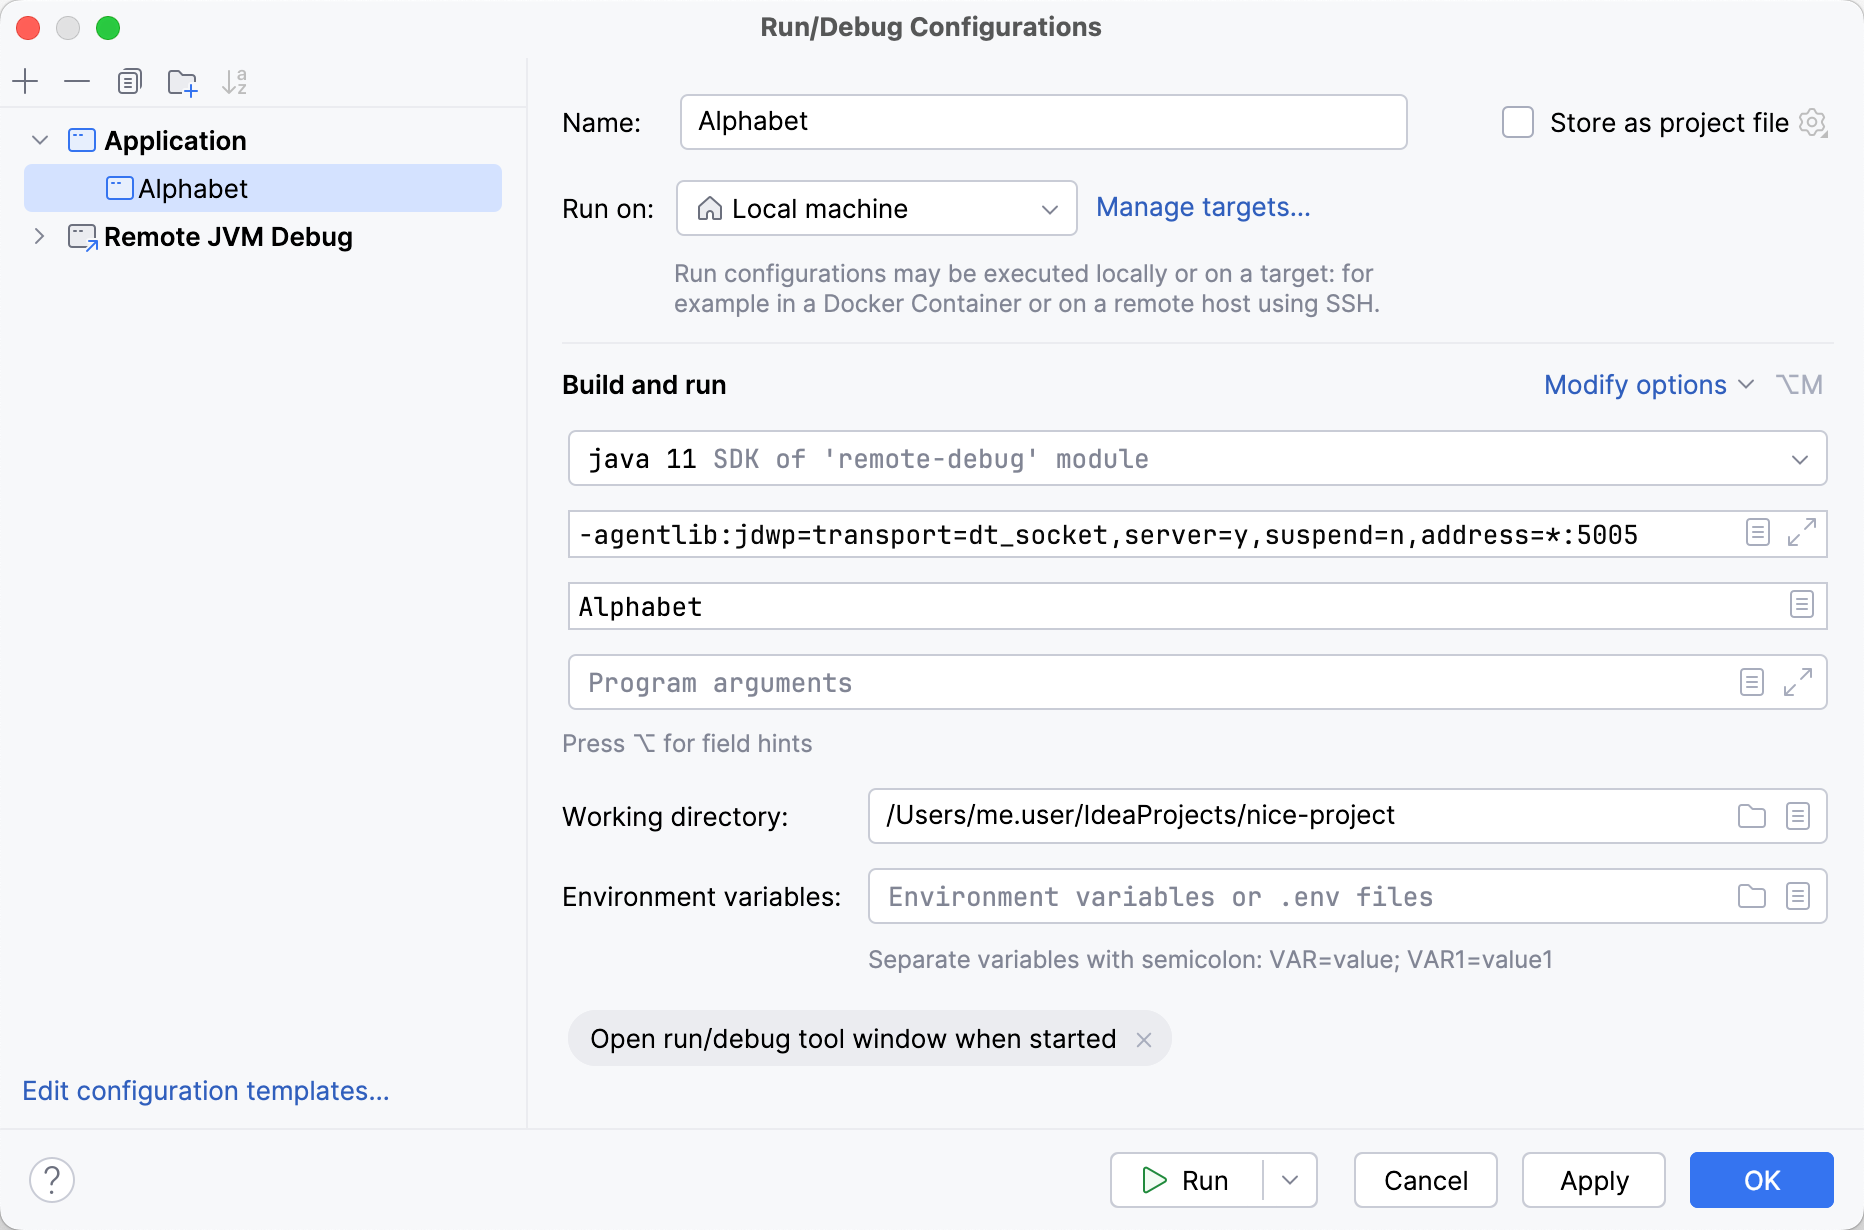 Run/Debug Configurations
Application
Alphabet
Remote JVM Debug
Edit configuration templates...
Name:
Alphabet
Store as project file
Run on:
Local machine
Manage targets...
Run configurations may be executed locally or on a target: for
example in a Docker Container or on a remote host using SSH.
Build and run
Modify options ⌥M
java 11 SDK of 'remote-debug' module
-agentlib:jdwp=transport=dt_socket,server=y,suspend=n,address=*:5005
Alphabet
Program arguments
Press ⌥ for field hints
Working directory:
/Users/me.user/IdeaProjects/nice-project
Environment variables:
Environment variables or .env files
Separate variables with semicolon: VAR=value; VAR1=value1
Open run/debug tool window when started
?
Run
Cancel
Apply
OK